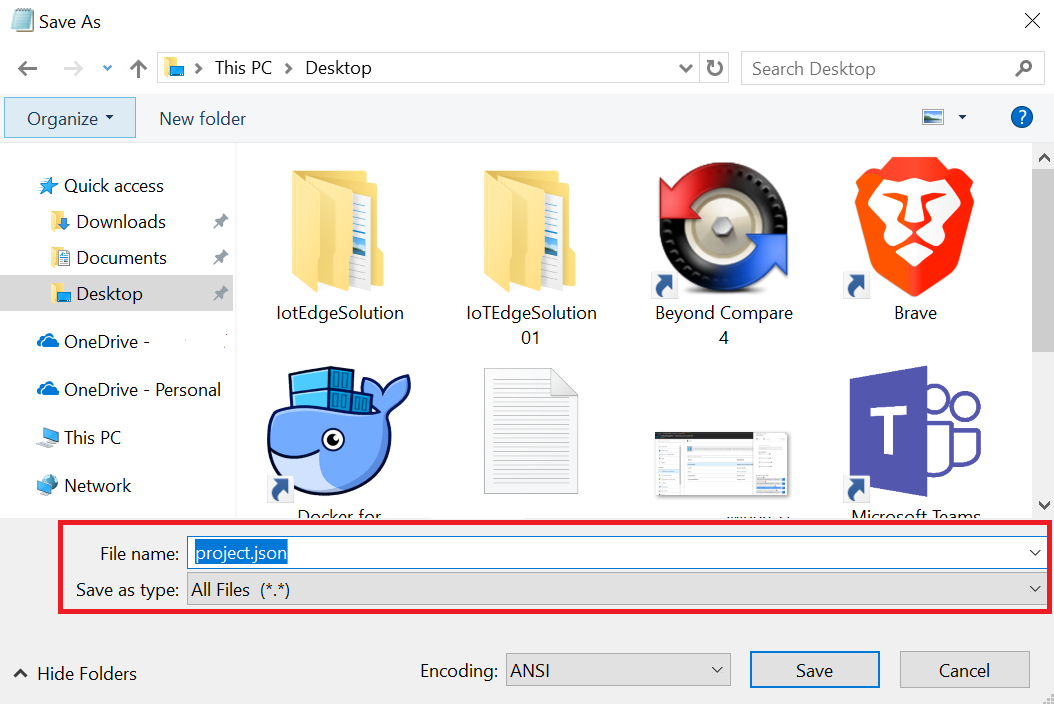 Save As
This PC
Desktop
Search Desktop
Organize
New folder
?
Quick access
Downloads
Documents
Desktop
OneDrive -
OneDrive - Personal
This PC
Network
IotEdgeSolution
IoTEdgeSolution
01
Beyond Compare
4
Brave
T
Docker for
Microsoft Teams
File name: project.json
Save as type: All Files (*.*)
Hide Folders
Encoding: ANSI
Save
Cancel